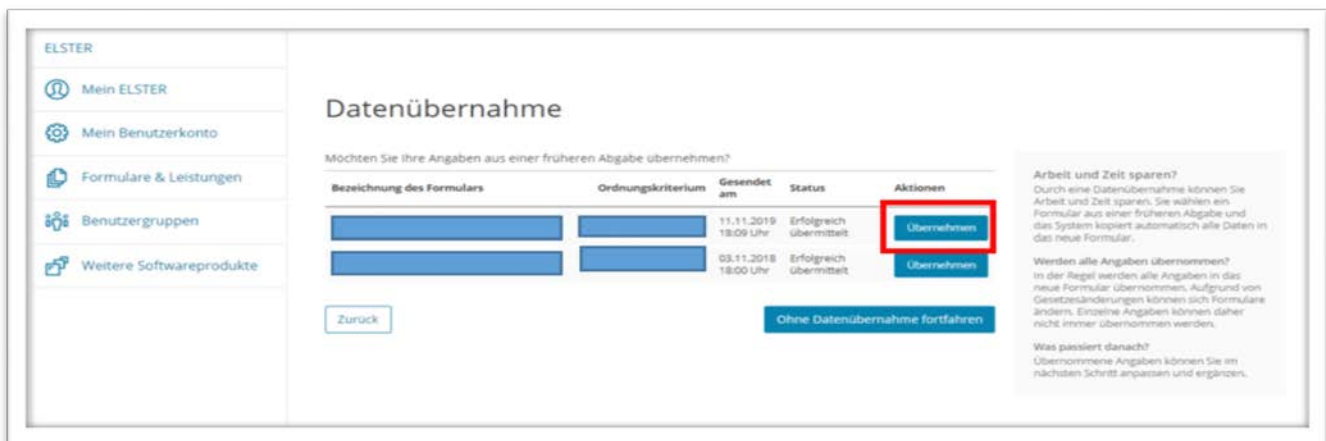 ELSTER
Mein ELSTER
Mein Benutzerkonto
Formulare & Leistungen
Benutzergruppen
Weitere Softwareprodukte
Datenübernahme
Möchten Sie Ihre Angaben aus einer früheren Abgabe übernehmen?
Bezeichnung des Formulars Ordnungskriterium Gesendet am Status Aktionen
11.11.2019 Erfolgreich
18:09 Uhr übermittelt
Übernehmen
03.11.2018 Erfolgreich
18:00 Uhr übermittelt
Übernehmen
Zurück
Ohne Datenübernahme fortfahren
Arbeit und Zeit sparen?
Durch eine Datenübernahme können Sie
Arbeit und Zeit sparen. Sie wählen ein
Formular aus einer früheren Abgabe und
das System kopiert automatisch alle Daten in
das neue Formular.
Werden alle Angaben übernommen?
In der Regel werden alle Angaben in das
neue Formular übernommen. Aufgrund von
Gesetzesänderungen können sich Formulare
ändern. Einzelne Angaben können daher
nicht immer übernommen werden.
Was passiert danach?
Übernommene Angaben können Sie im
nächsten Schritt anpassen und ergänzen.